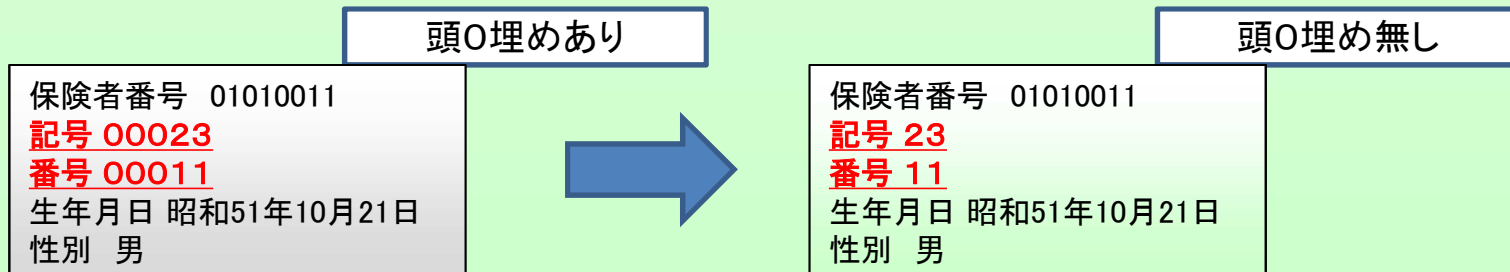 頭0埋めあり
保険者番号 01010011
記号 00023
番号 00011
生年月日 昭和51年10月21日
性別 男
頭0埋め無し
保険者番号 01010011
記号 23
番号 11
生年月日 昭和51年10月21日
性別 男